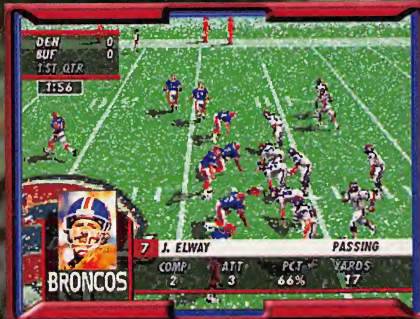 DEN 0
BUF 0
1ST QTR
1:56
7 J. ELWAY PASSING
BRONCOS
COMP ATT PCT YARDS
2 3 66% 17